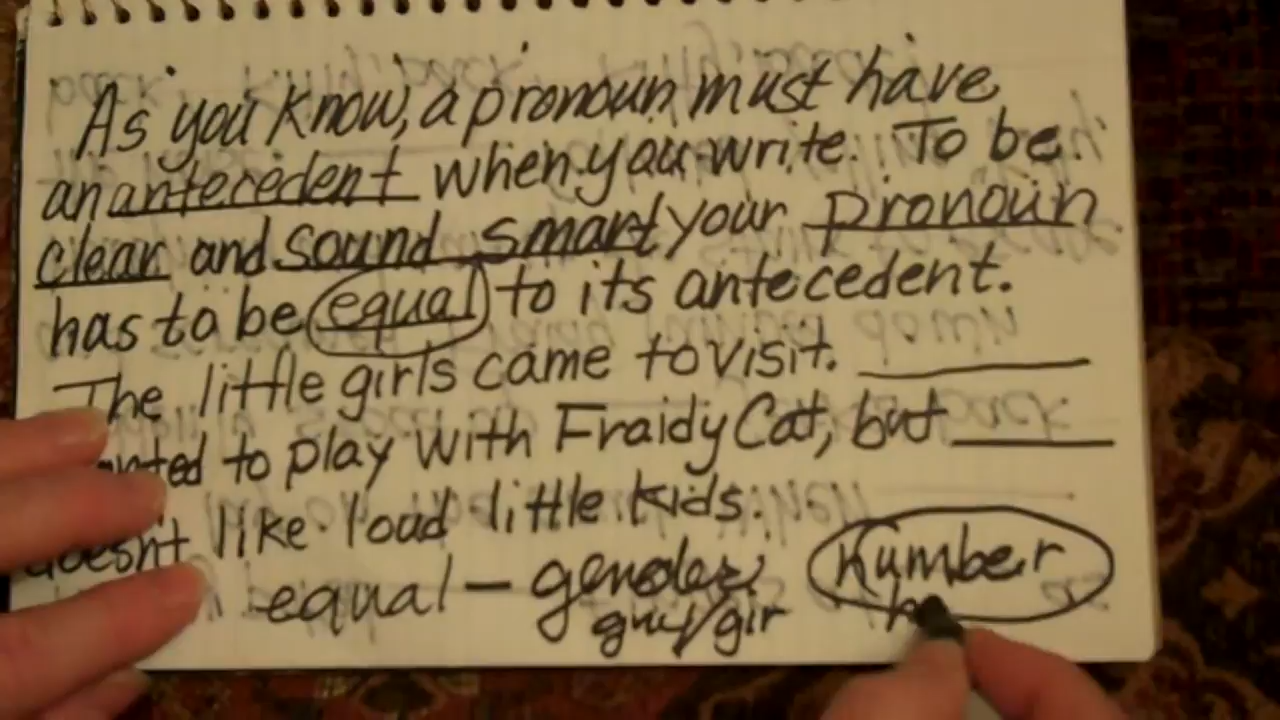 As you know, a pronoun must have
an antecedent when you write. To be
clear and sound smart your pronoun
has to be equal to its antecedent.
The little girls came to visit.
to play with Fraidy Cat, but
doesn't like loud little kids.
equal - gender Number
guy/gir h